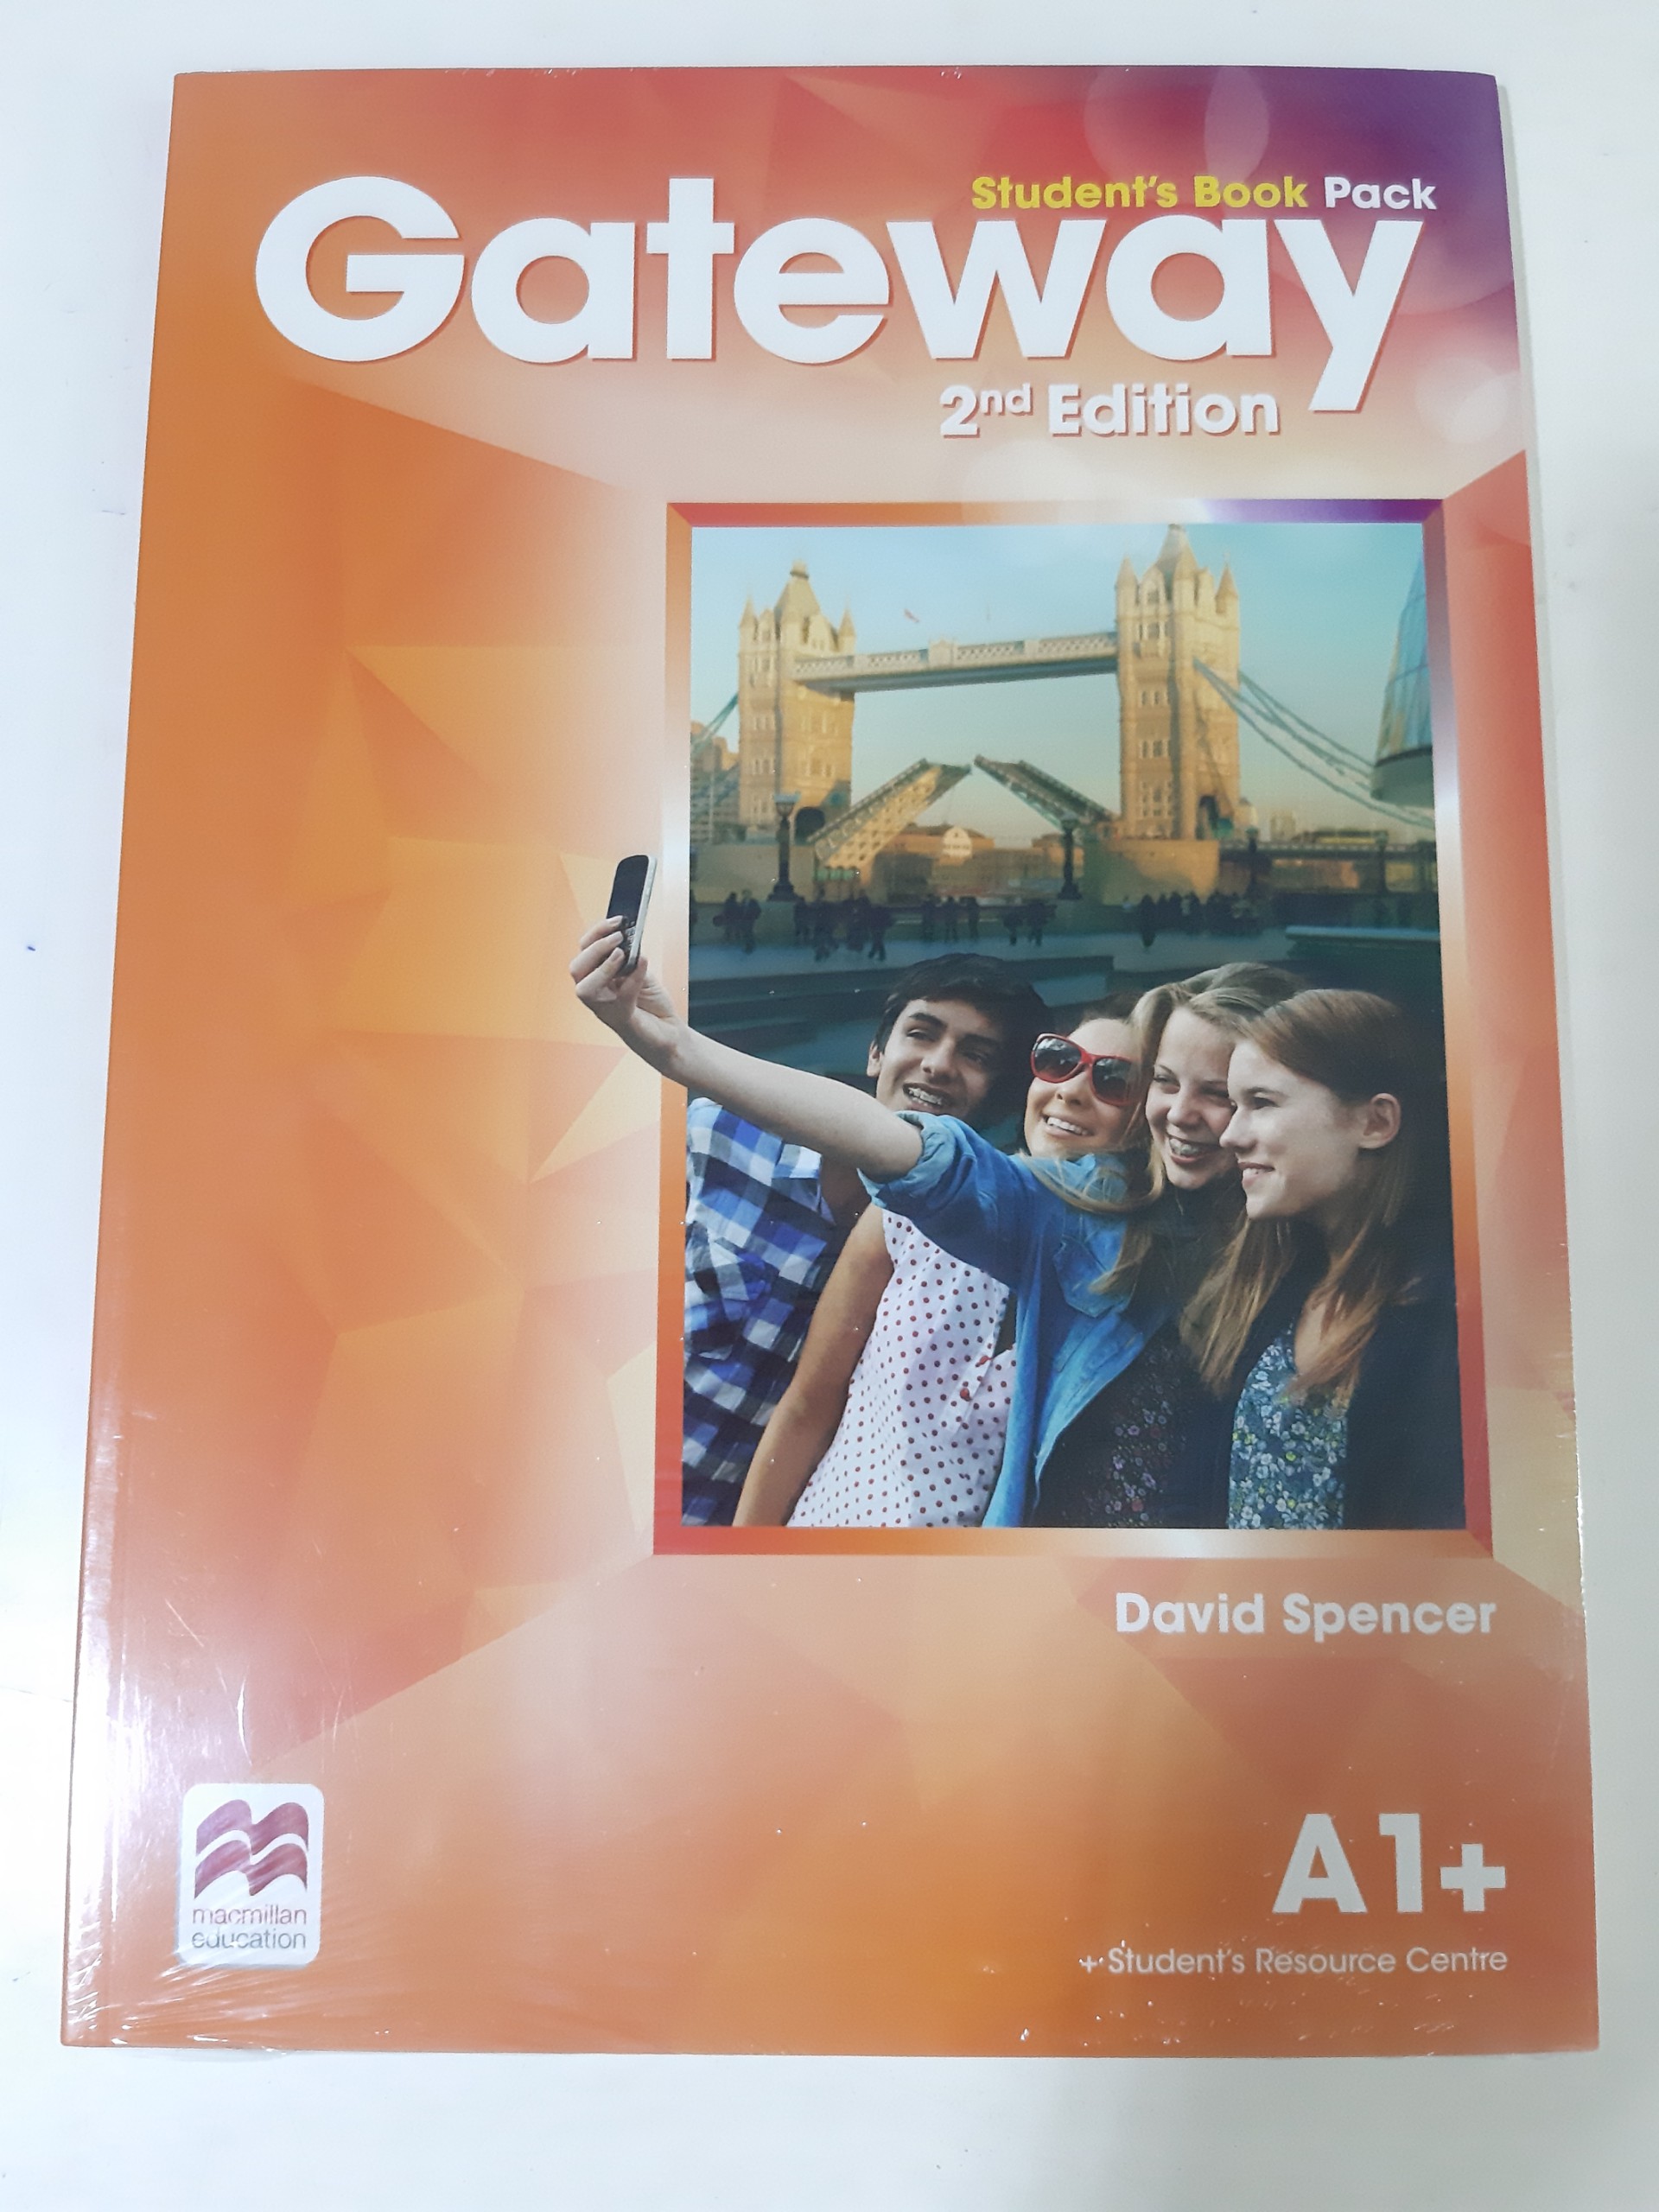 Student's Book Pack
Gateway
2nd Edition
David Spencer
A1+
+ Student's Resource Centre
macmillan
education